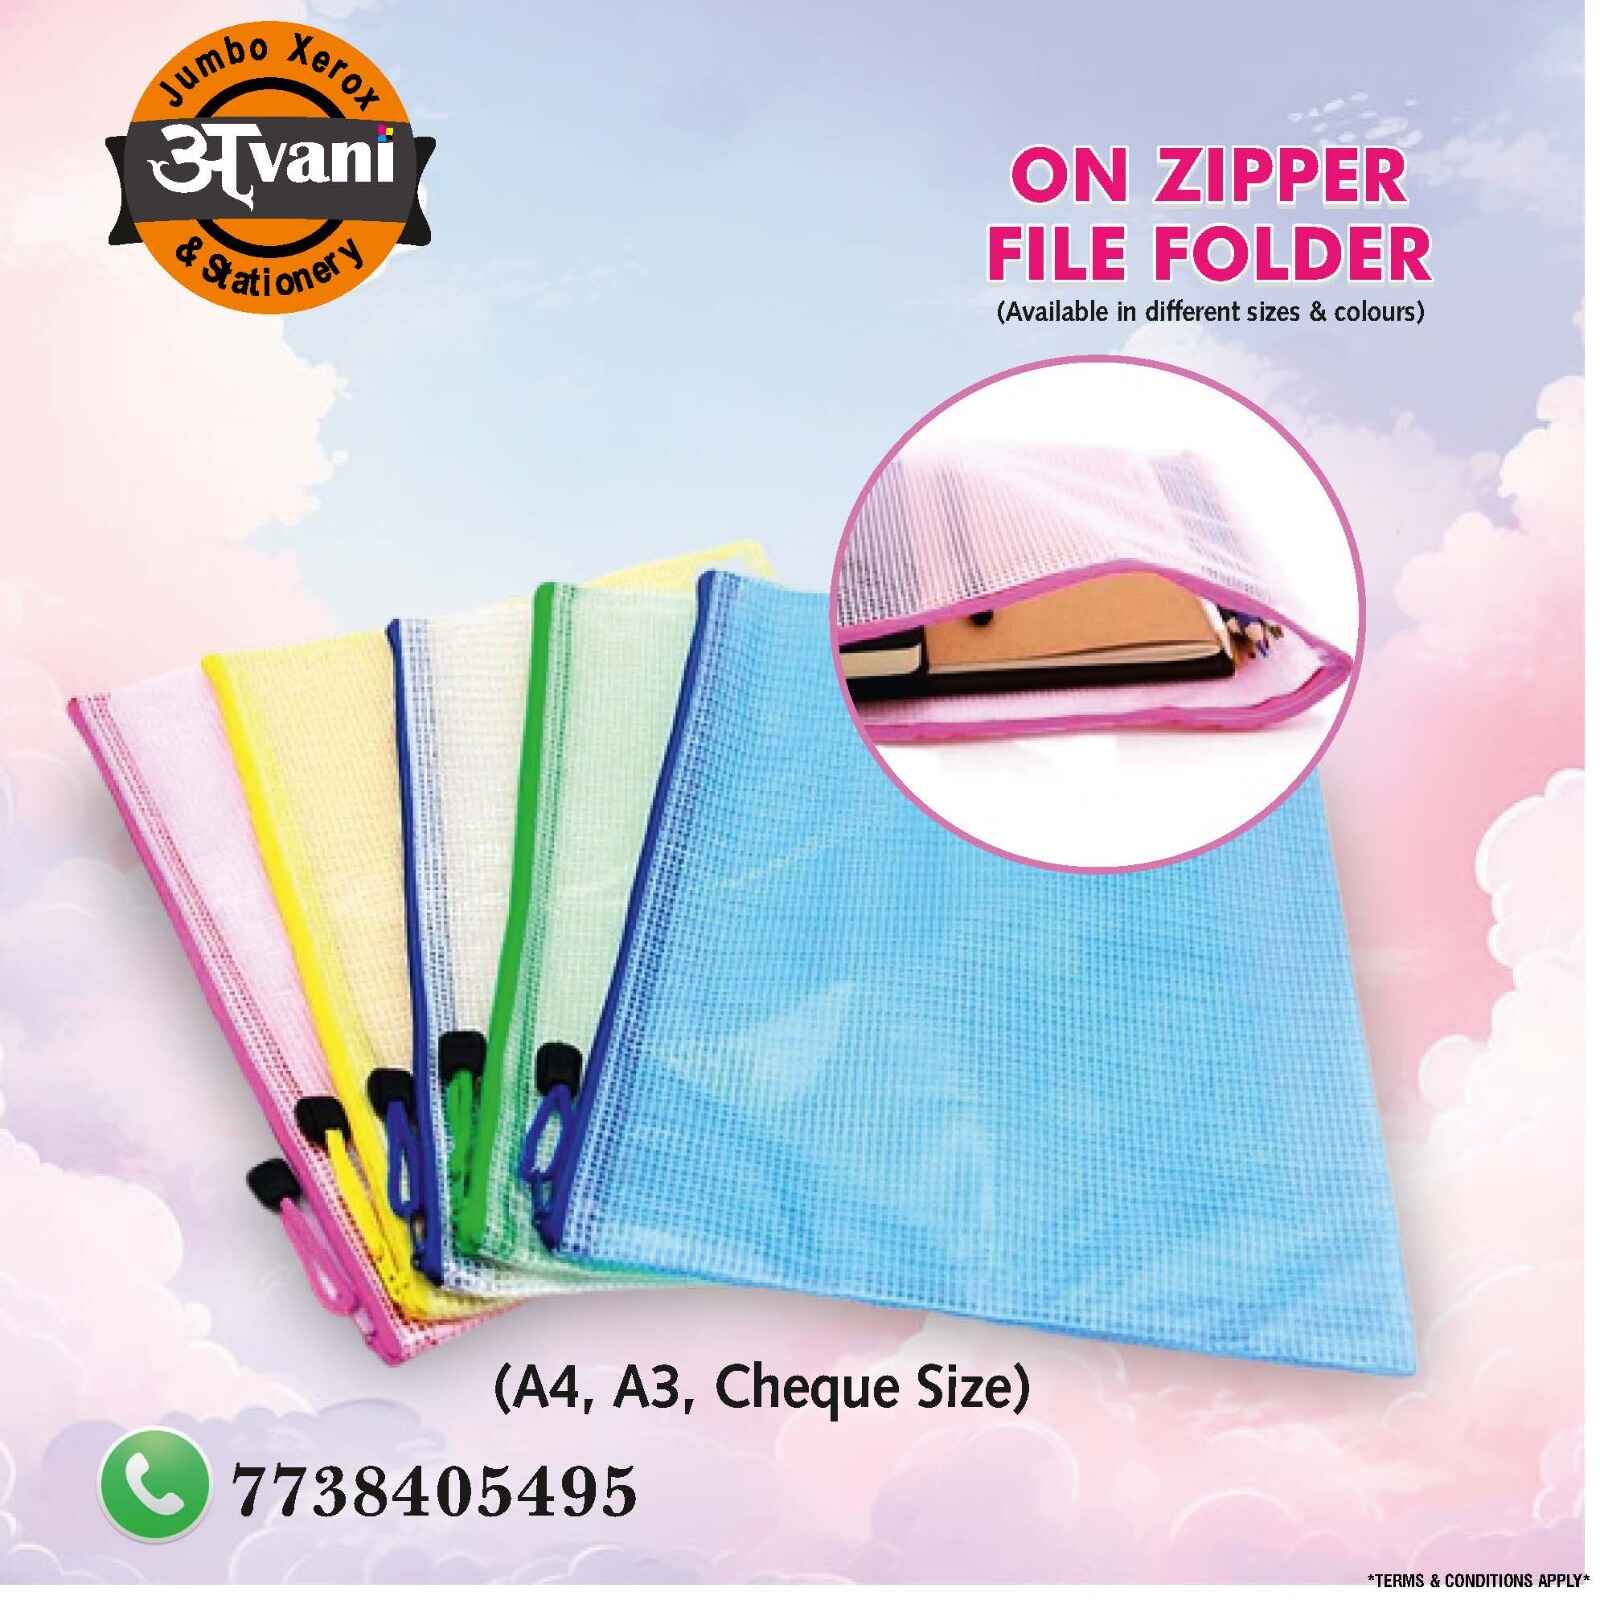 Jumbo Xerox
अvani
& Stationery
ON ZIPPER
FILE FOLDER
(Available in different sizes & colours)
(A4, A3, Cheque Size)
7738405495
*TERMS & CONDITIONS APPLY*